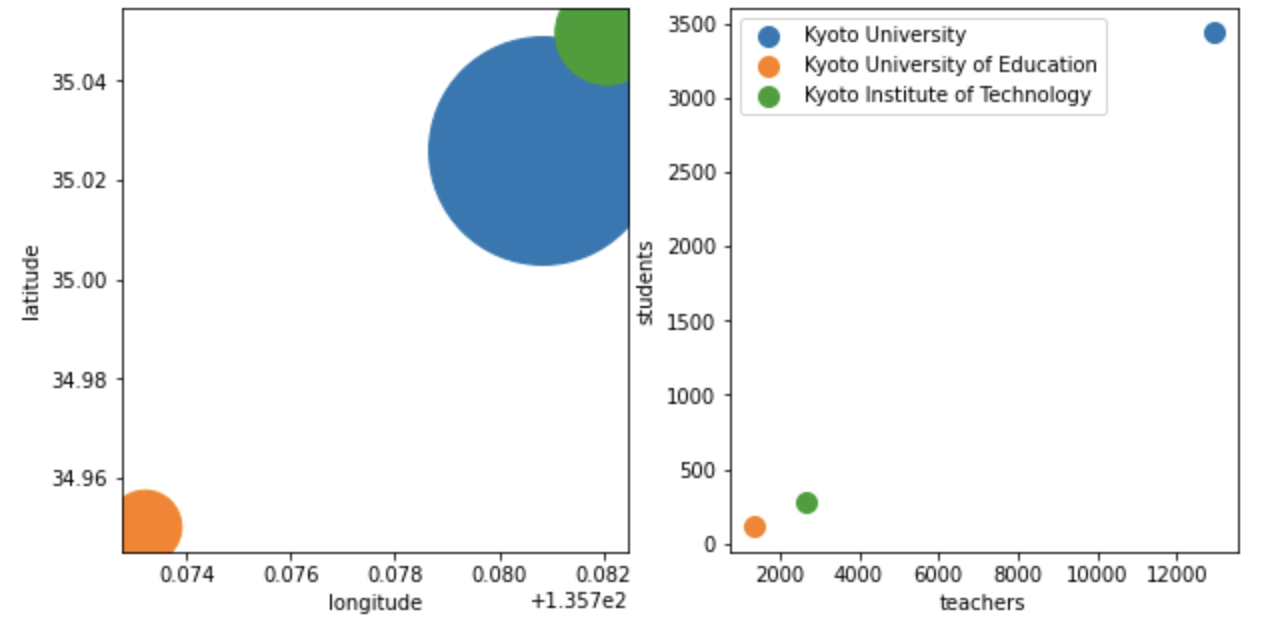 35.04
35.02
35.00
34.98
34.96
latitude
0.074 0.076 0.078 0.080 0.082
longitude
+1.357e2
3500
3000
2500
2000
1500
1000
500
0
students
Kyoto University
Kyoto University of Education
Kyoto Institute of Technology
2000 4000 6000 8000 10000 12000
teachers